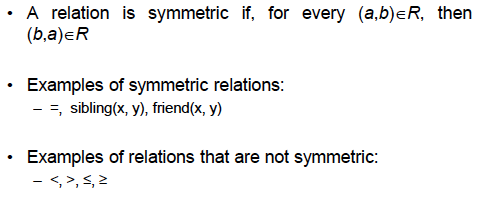 • A relation is symmetric if, for every (a,b)∊R, then
(b,a)∊R
• Examples of symmetric relations:
– =, sibling(x, y), friend(x, y)
• Examples of relations that are not symmetric:
– <, >, ≤, ≥